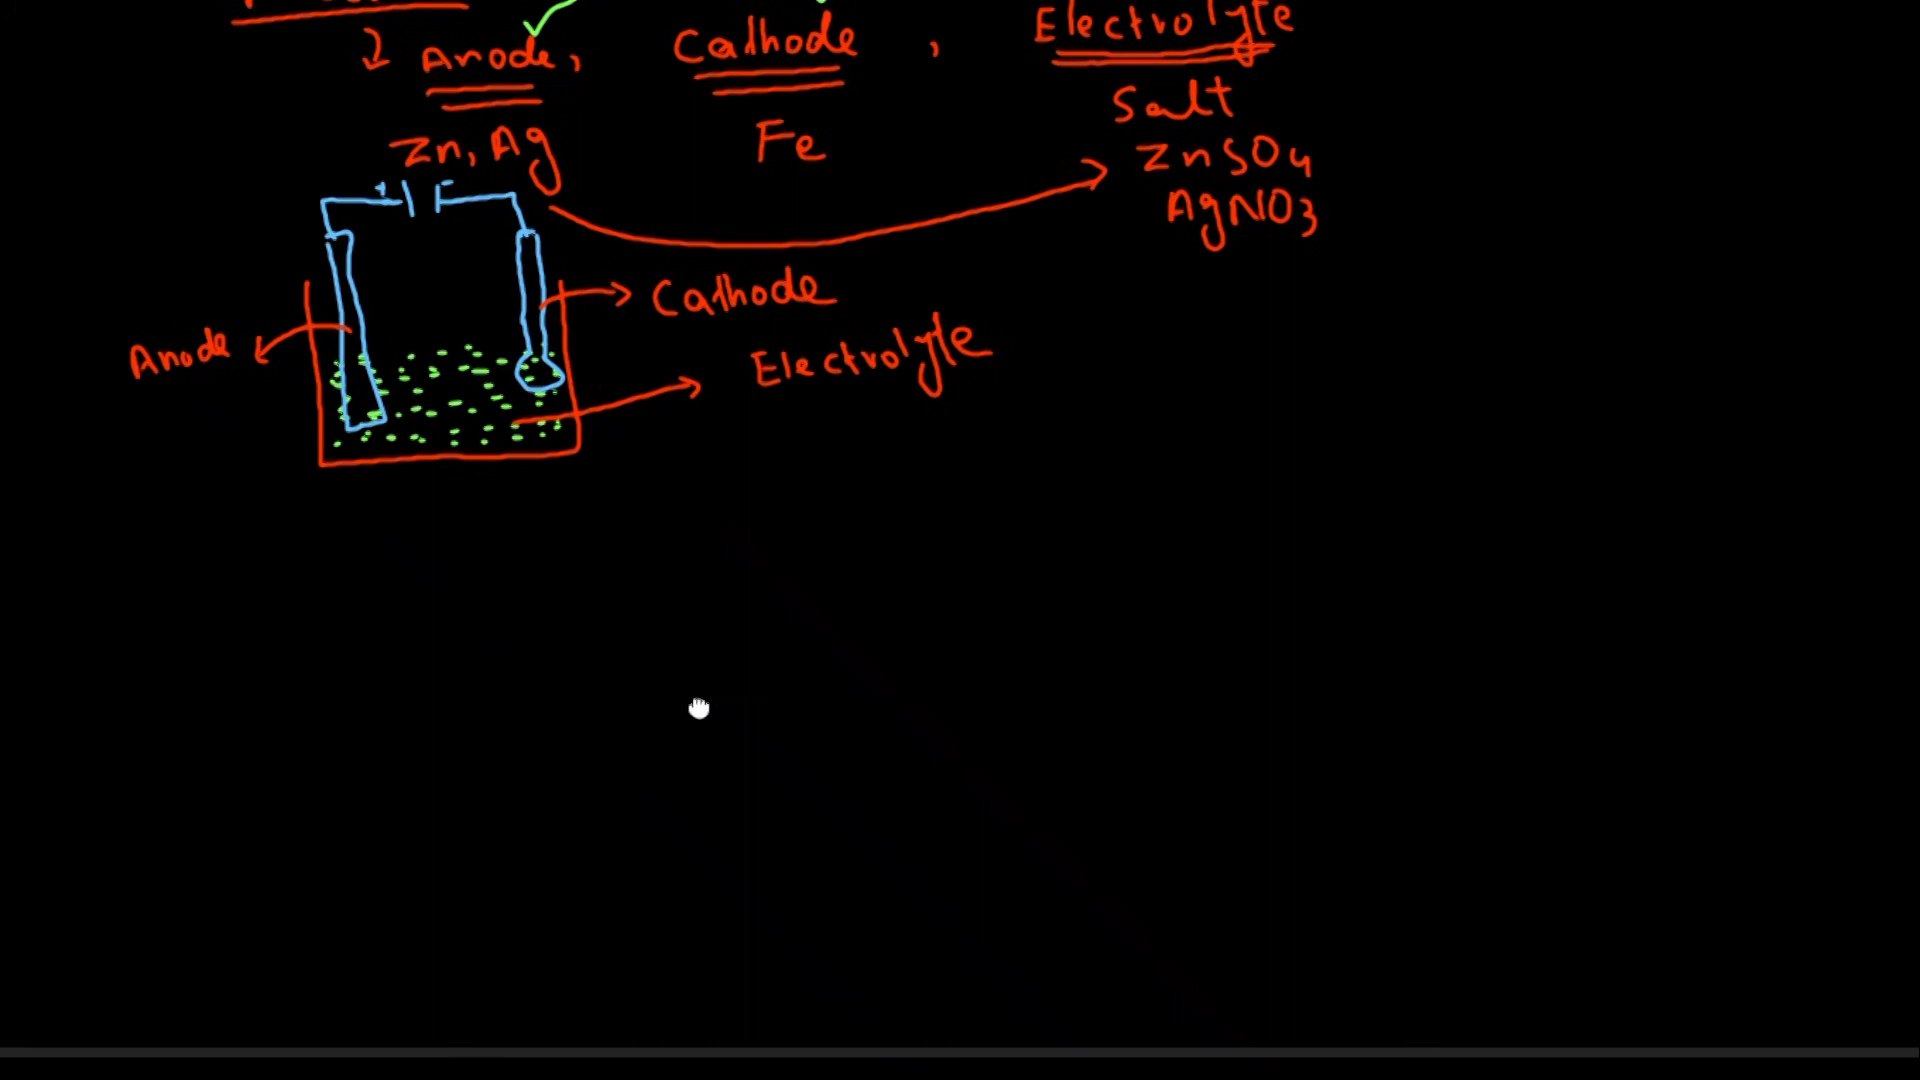 Anode, Cathode , Electrolyte
Salt
Zn, Ag Fe ZnSO4
AgNO3
+
Cathode
Anode
Electrolyte